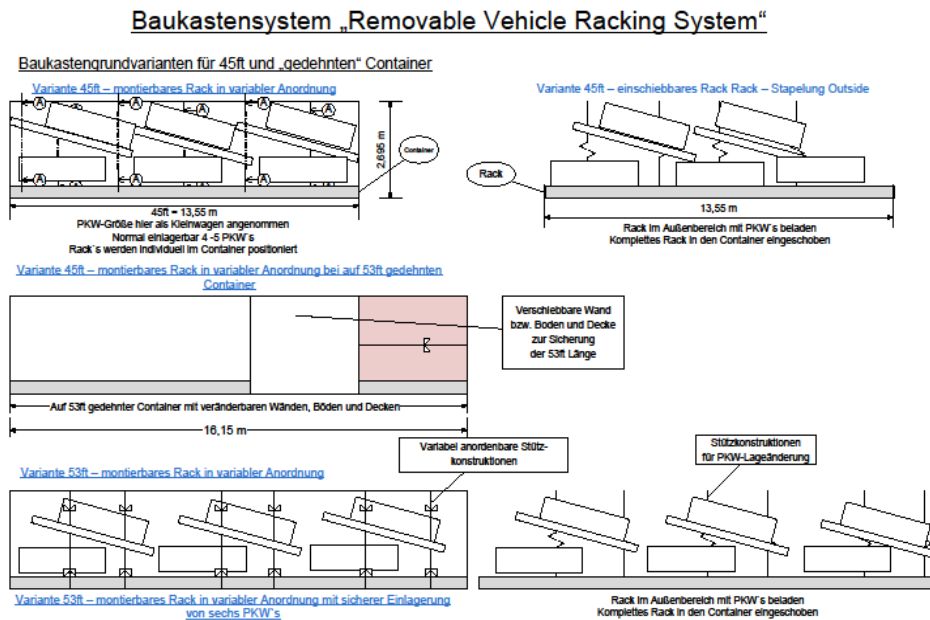 Baukastensystem „Removable Vehicle Racking System“
Baukastengrundvarianten für 45ft und „gedehnten“ Container
Variante 45ft – montierbares Rack in variabler Anordnung
A A A
A A A
2,695 m
Container
45ft = 13,55 m
PKW-Größe hier als Kleinwagen angenommen
Normal einlagerbar 4 -5 PKW`s
Rack`s werden individuell im Container positioniert
Variante 45ft – einschiebbares Rack Rack – Stapelung Outside
Rack
13,55 m
Rack im Außenbereich mit PKW's beladen
Komplettes Rack in den Container eingeschoben
Variante 45ft – montierbares Rack in variabler Anordnung bei auf 53ft gedehnten
Container
Verschiebbare Wand
bzw. Boden und Decke
zur Sicherung
der 53ft Länge
Auf 53ft gedehnter Container mit veränderbaren Wänden, Böden und Decken
16,15 m
Variabel anordenbare Stütz-
konstruktionen
Stützkonstruktionen
für PKW-Lageänderung
Variante 53ft – montierbares Rack in variabler Anordnung
Variante 53ft – montierbares Rack in variabler Anordnung mit sicherer Einlagerung
von sechs PKW`s
Rack im Außenbereich mit PKW's beladen
Komplettes Rack in den Container eingeschoben